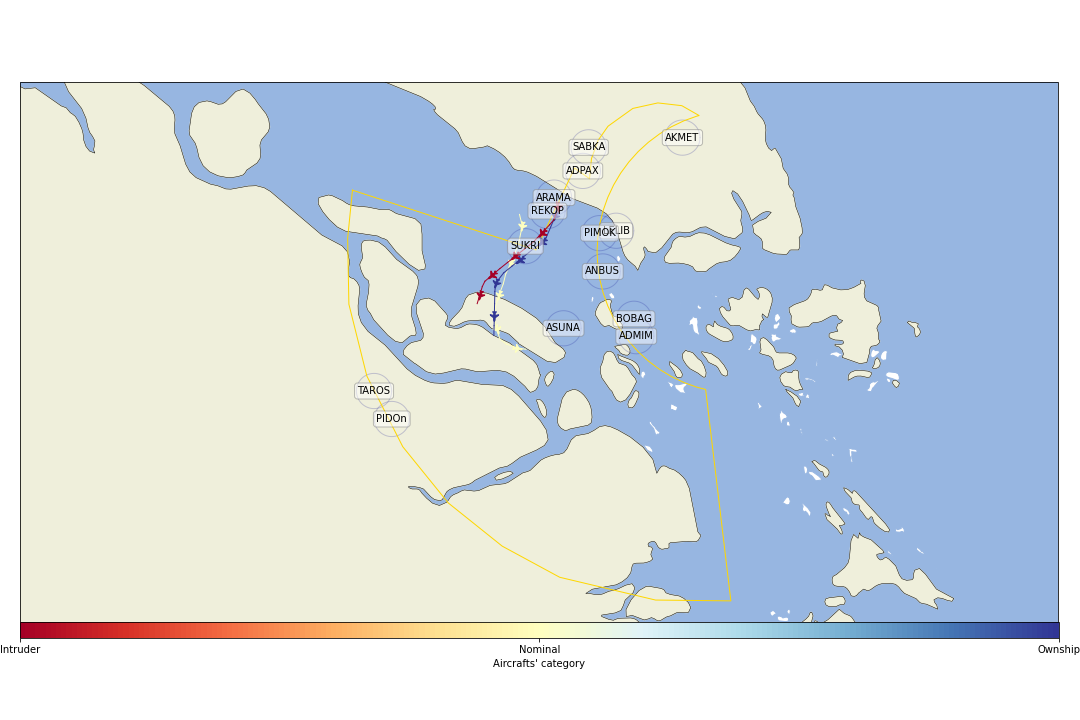 AKMET
SABKA
ADPAX
ARAMA
REKOP
PIMOK
LIB
SUKRI
ANBUS
BOBAG
ASUNA
ADMIM
TAROS
PIDOn
Intruder
Nominal
Ownship
Aircrafts' category